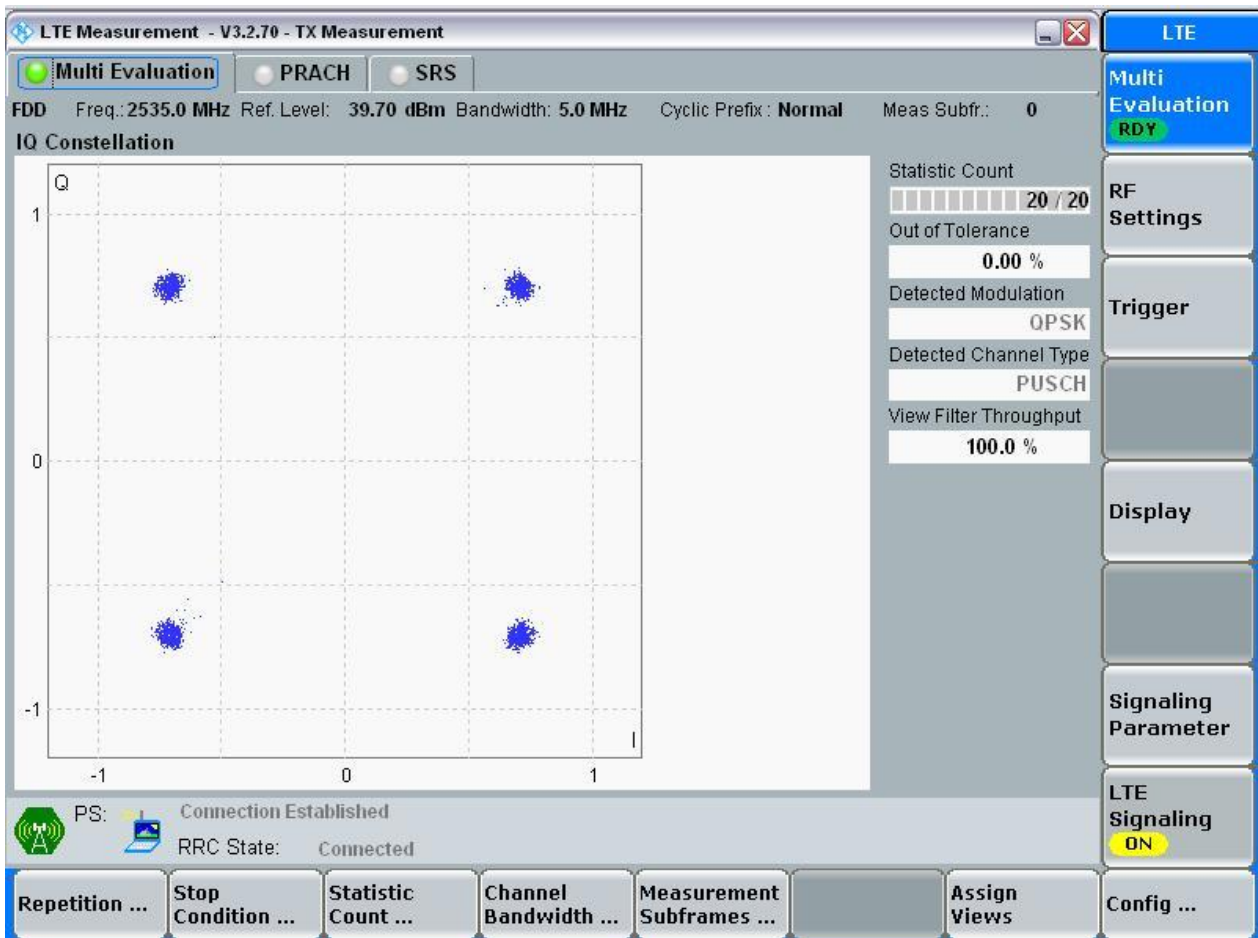 LTE Measurement - V3.2.70 - TX Measurement
LTE
Multi Evaluation PRACH SRS
FDD Freq.: 2535.0 MHz Ref. Level: 39.70 dBm Bandwidth: 5.0 MHz Cyclic Prefix : Normal Meas Subfr.: 0
IQ Constellation
Q
1
0
-1
I
-1 0 1
Statistic Count
20 / 20
Out of Tolerance
0.00 %
Detected Modulation
QPSK
Detected Channel Type
PUSCH
View Filter Throughput
100.0 %
Multi
Evaluation
RDY
RF
Settings
Trigger
Display
Signaling
Parameter
LTE
Signaling
ON
PS: Connection Established
RRC State: Connected
Repetition ...
Stop
Condition ...
Statistic
Count ...
Channel
Bandwidth ...
Measurement
Subframes ...
Assign
Views
Config ...